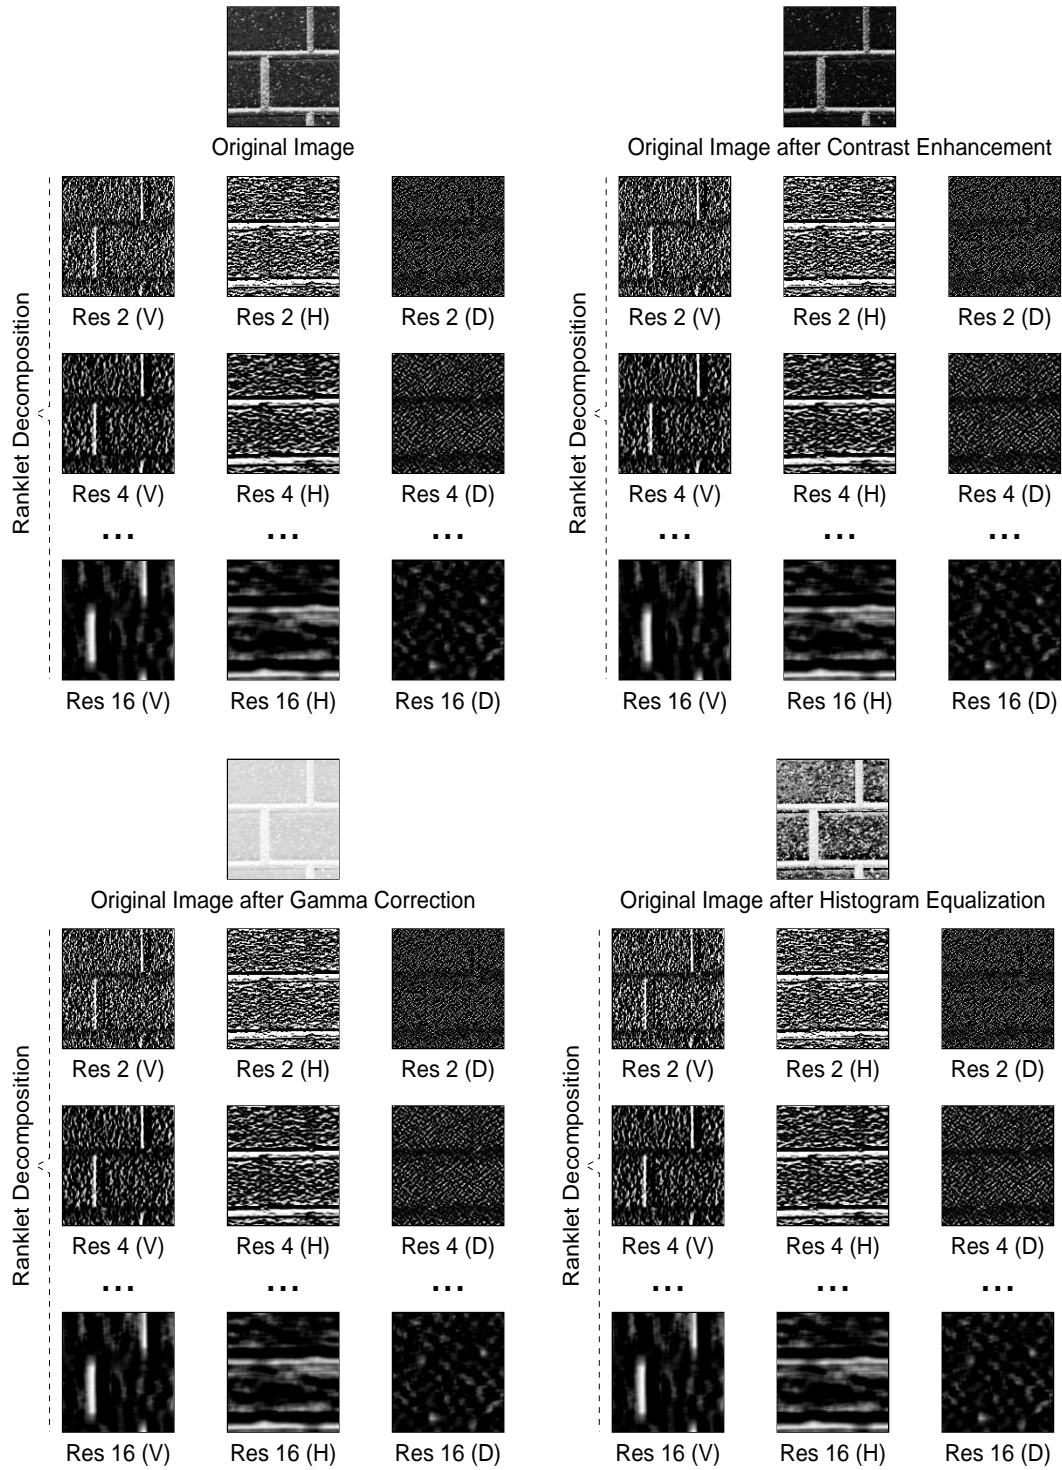 Original Image
Original Image after Contrast Enhancement
Ranklet Decomposition
Res 2 (V) Res 2 (H) Res 2 (D)
Res 4 (V) Res 4 (H) Res 4 (D)
... ... ...
Res 16 (V) Res 16 (H) Res 16 (D)
Ranklet Decomposition
Res 2 (V) Res 2 (H) Res 2 (D)
Res 4 (V) Res 4 (H) Res 4 (D)
... ... ...
Res 16 (V) Res 16 (H) Res 16 (D)
Original Image after Gamma Correction
Original Image after Histogram Equalization
Ranklet Decomposition
Res 2 (V) Res 2 (H) Res 2 (D)
Res 4 (V) Res 4 (H) Res 4 (D)
... ... ...
Res 16 (V) Res 16 (H) Res 16 (D)
Ranklet Decomposition
Res 2 (V) Res 2 (H) Res 2 (D)
Res 4 (V) Res 4 (H) Res 4 (D)
... ... ...
Res 16 (V) Res 16 (H) Res 16 (D)